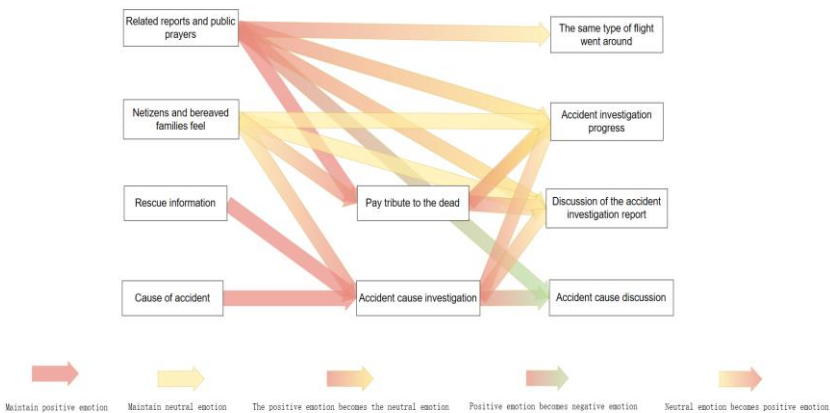 Related reports and public
prayers
The same type of flight
went around
Netizens and bereaved
families feel
Accident investigation
progress
Rescue information
Pay tribute to the dead
Discussion of the accident
investigation report
Cause of accident
Accident cause investigation
Accident cause discussion
Maintain positive emotion
Maintain neutral emotion
The positive emotion becomes the neutral emotion
Positive emotion becomes negative emotion
Neutral emotion becomes positive emotion